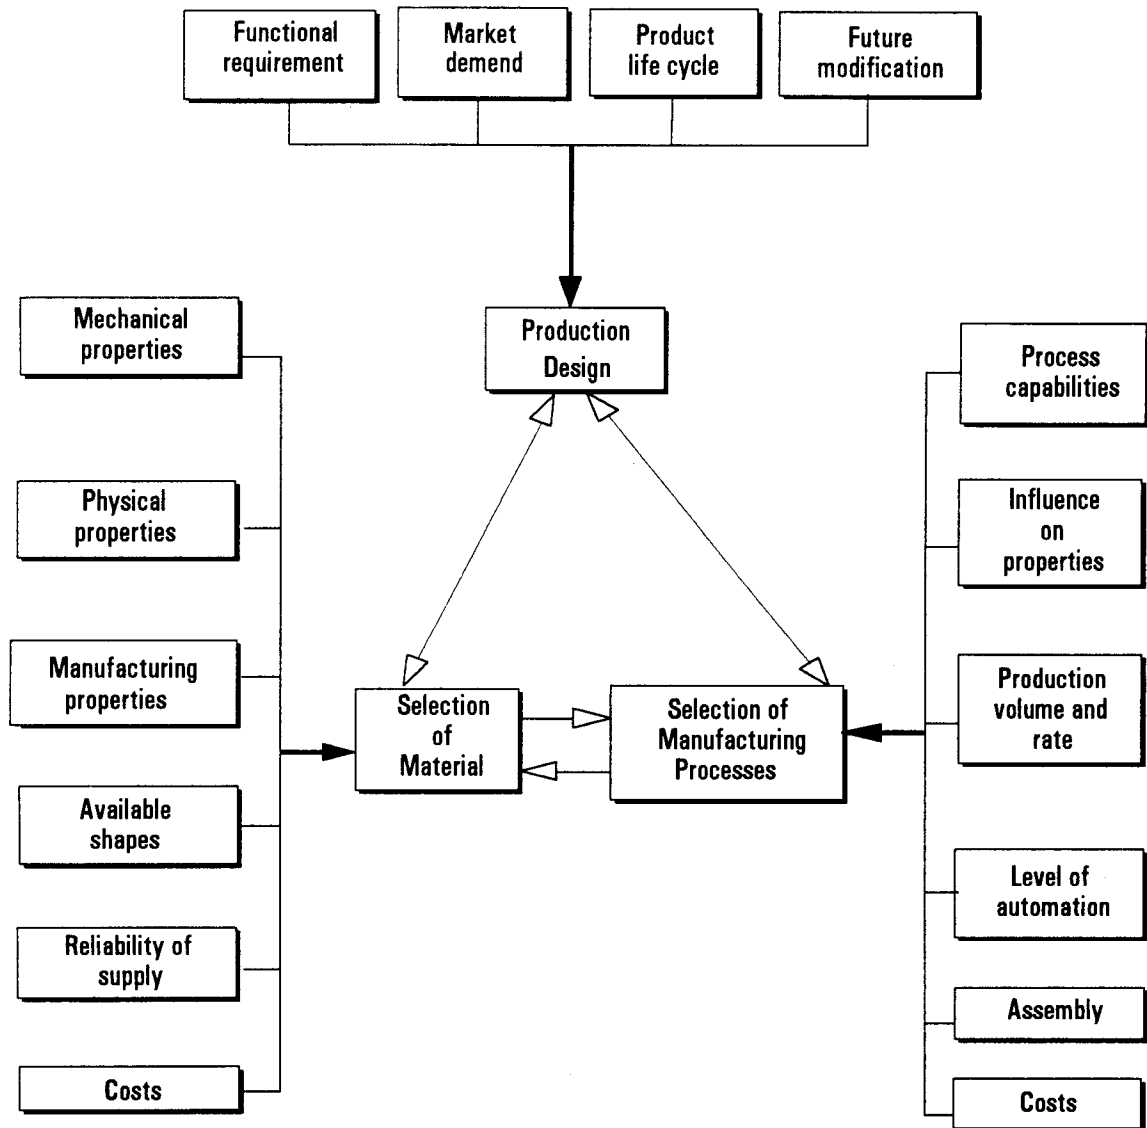 Functional
requirement
Market
demend
Product
life cycle
Future
modification
Production
Design
Mechanical
properties
Physical
properties
Manufacturing
properties
Available
shapes
Reliability of
supply
Costs
Selection
of
Material
Selection of
Manufacturing
Processes
Process
capabilities
Influence
on
properties
Production
volume and
rate
Level of
automation
Assembly
Costs